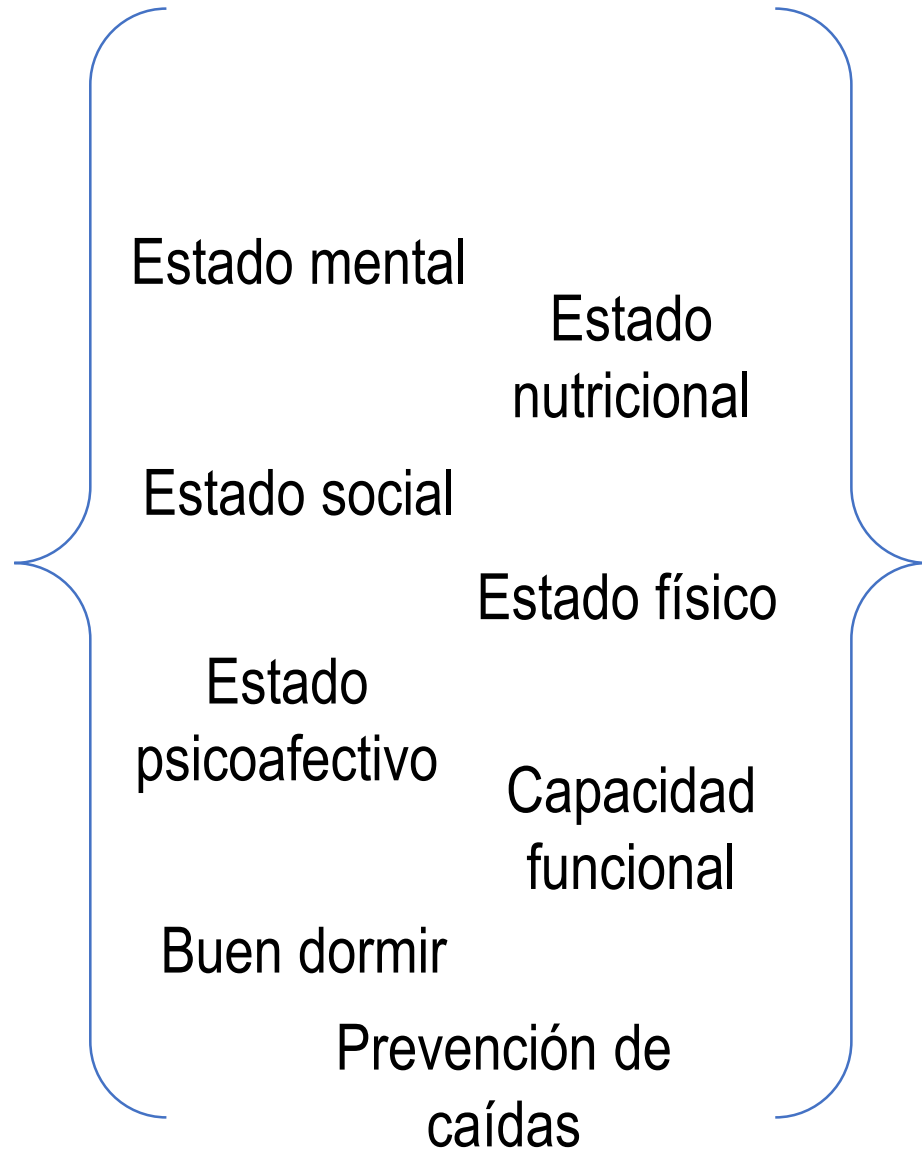 Estado mental
Estado
nutricional
Estado social
Estado físico
Estado
psicoafectivo
Capacidad
funcional
Buen dormir
Prevención de
caídas